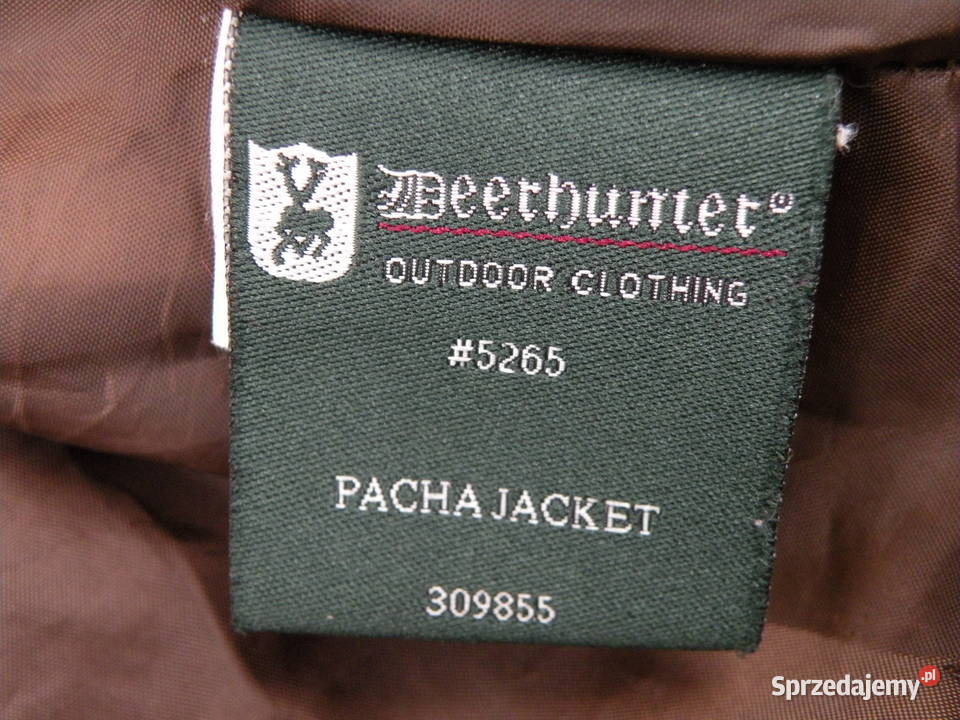 Deerhunter®
OUTDOOR CLOTHING
#5265
PACHA JACKET
309855
Sprzedajemy.pl